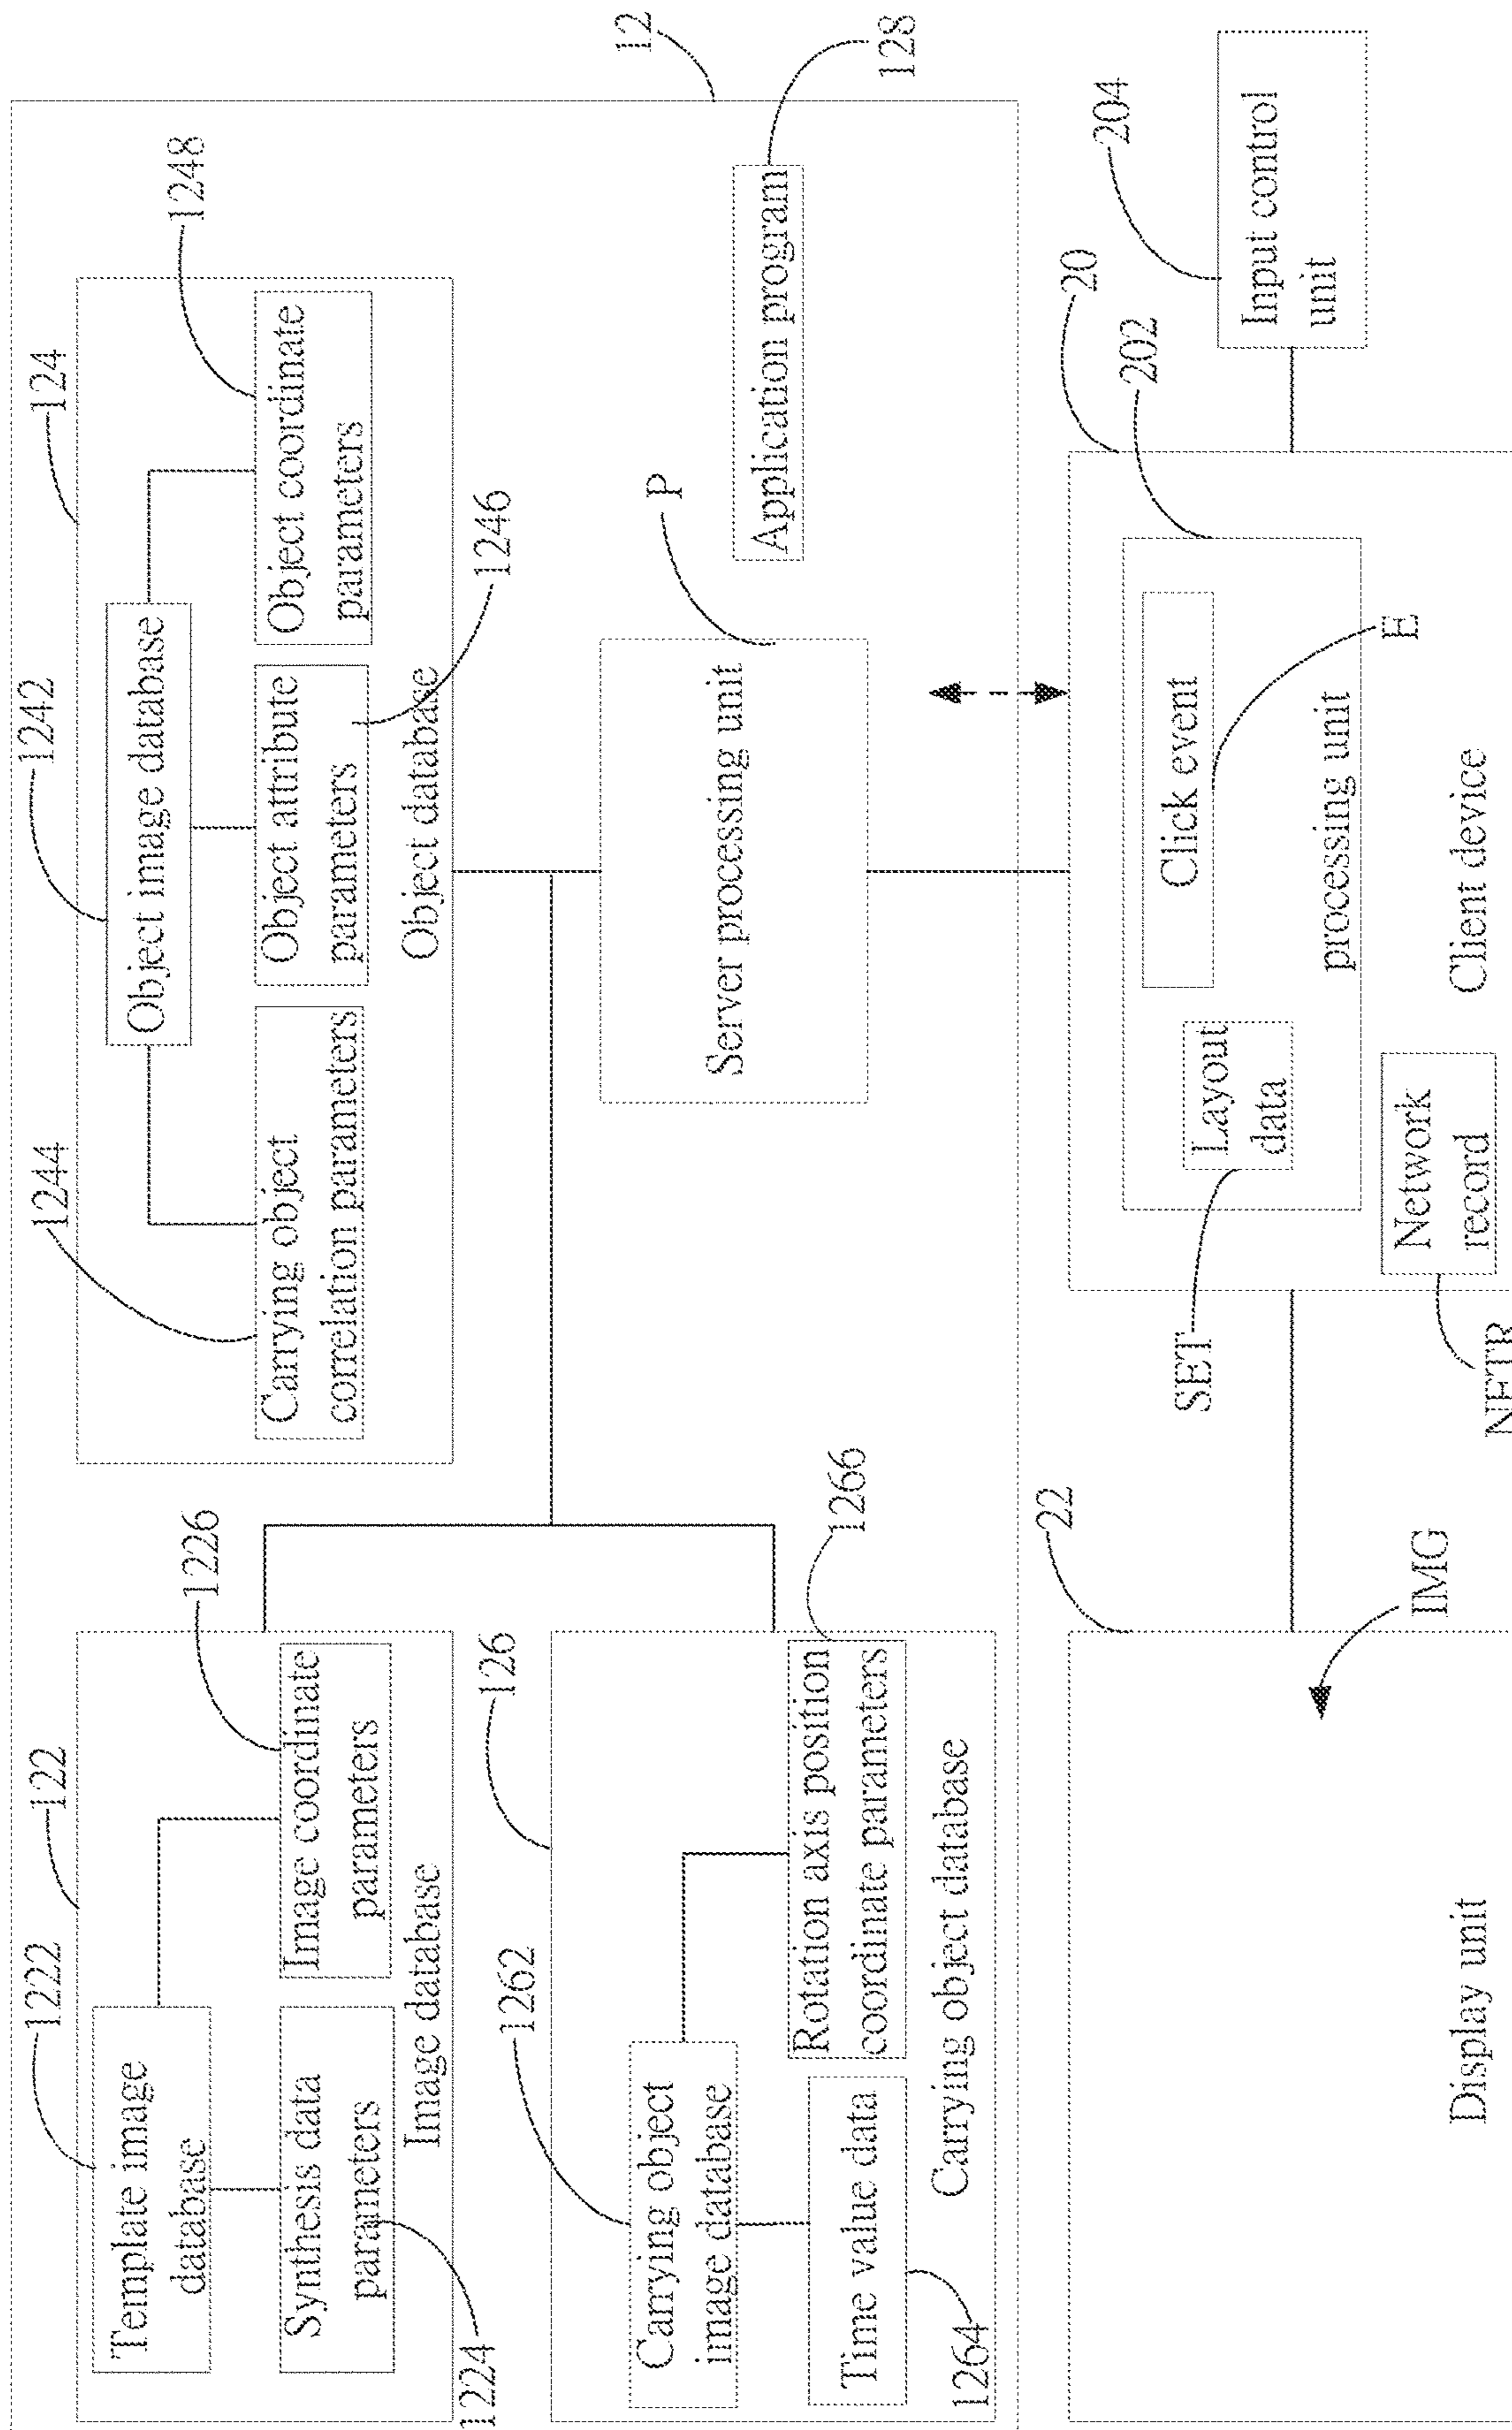 12
122
1222
Template image
database
1226
Synthesis data
parameters
1224
Image coordinate
parameters
Image database
124
1242
Object image database
1244
Carrying object
correlation parameters
Object attribute
parameters
1246
Object coordinate
parameters
1248
Object database
126
1262
Carrying object
image database
Time value data
1264
Rotation axis position
coordinate parameters
1266
Carrying object database
Server processing unit
P
Application program
128
22
Display unit
IMG
20
202
Click event
E
Layout
data
SET
processing unit
Network
record
NETR
Client device
204
Input control
unit